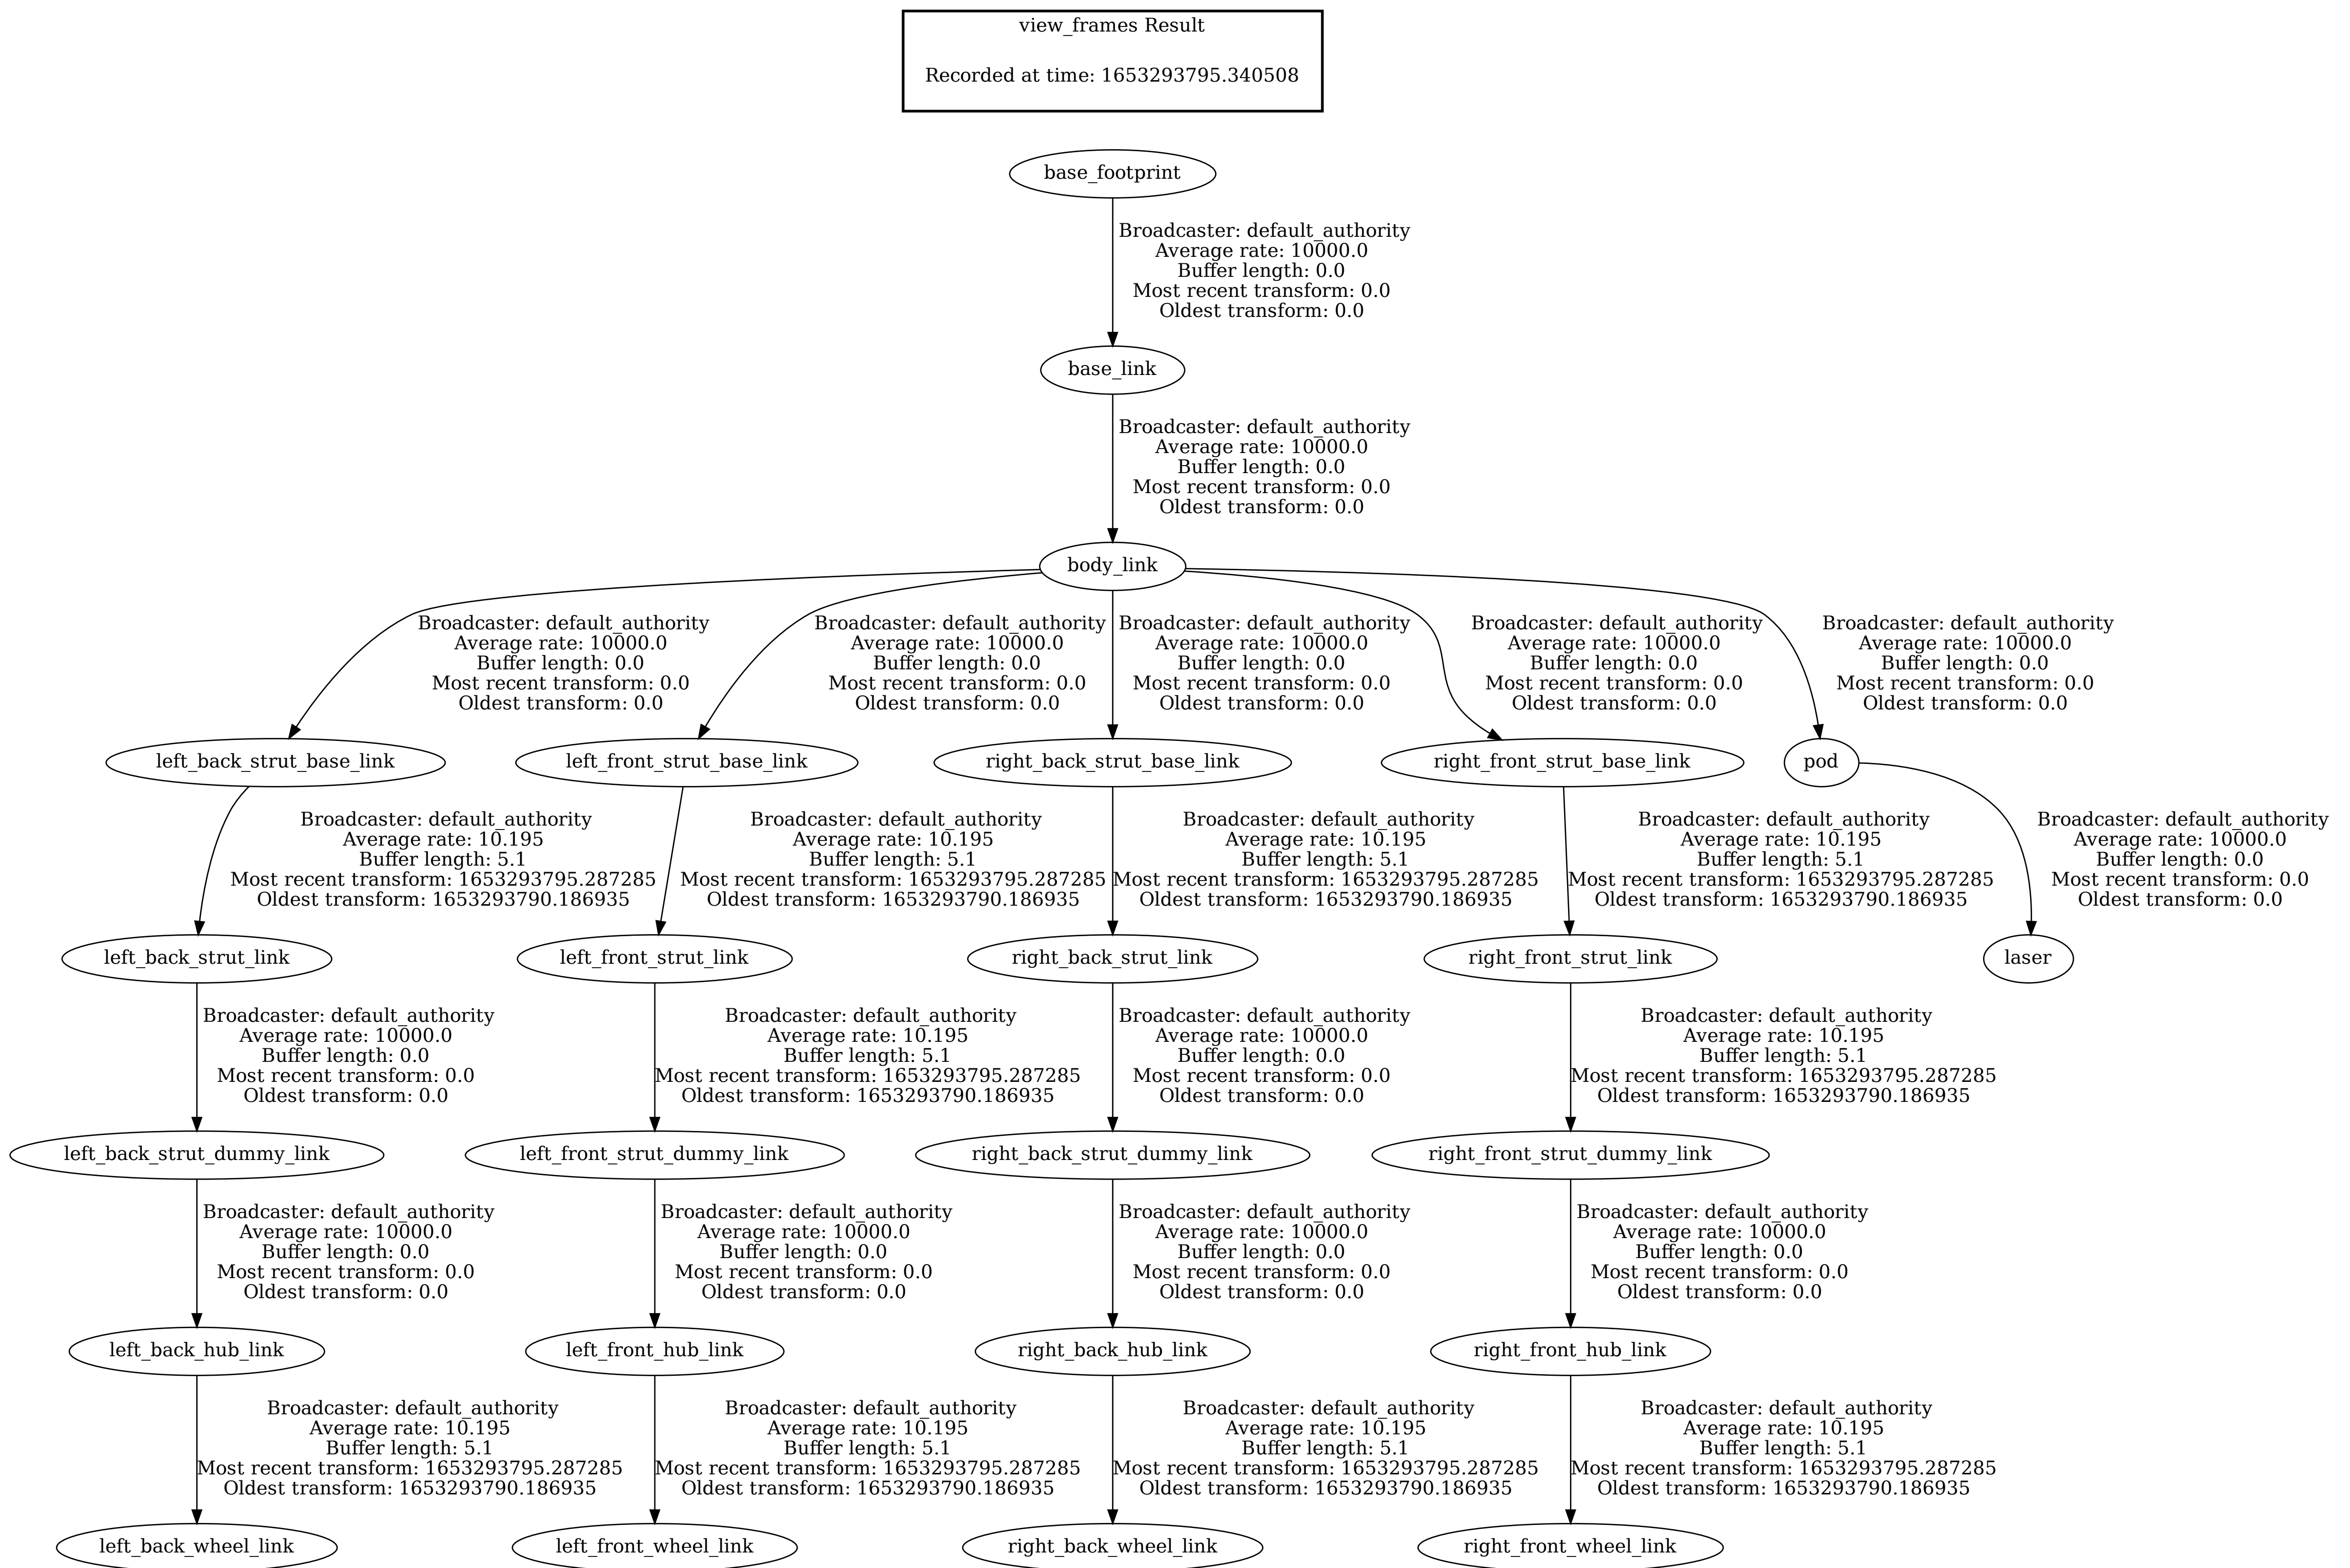 view_frames Result
Recorded at time: 1653293795.340508
base_footprint
Broadcaster: default_authority
Average rate: 10000.0
Buffer length: 0.0
Most recent transform: 0.0
Oldest transform: 0.0
base_link
Broadcaster: default_authority
Average rate: 10000.0
Buffer length: 0.0
Most recent transform: 0.0
Oldest transform: 0.0
body_link
Broadcaster: default_authority
Average rate: 10000.0
Buffer length: 0.0
Most recent transform: 0.0
Oldest transform: 0.0
Broadcaster: default_authority
Average rate: 10000.0
Buffer length: 0.0
Most recent transform: 0.0
Oldest transform: 0.0
Broadcaster: default_authority
Average rate: 10000.0
Buffer length: 0.0
Most recent transform: 0.0
Oldest transform: 0.0
Broadcaster: default_authority
Average rate: 10000.0
Buffer length: 0.0
Most recent transform: 0.0
Oldest transform: 0.0
Broadcaster: default_authority
Average rate: 10000.0
Buffer length: 0.0
Most recent transform: 0.0
Oldest transform: 0.0
left_back_strut_base_link
left_front_strut_base_link
right_back_strut_base_link
right_front_strut_base_link
pod
Broadcaster: default_authority
Average rate: 10.195
Buffer length: 5.1
Most recent transform: 1653293795.287285
Oldest transform: 1653293790.186935
Broadcaster: default_authority
Average rate: 10.195
Buffer length: 5.1
Most recent transform: 1653293795.287285
Oldest transform: 1653293790.186935
Broadcaster: default_authority
Average rate: 10.195
Buffer length: 5.1
Most recent transform: 1653293795.287285
Oldest transform: 1653293790.186935
Broadcaster: default_authority
Average rate: 10.195
Buffer length: 5.1
Most recent transform: 1653293795.287285
Oldest transform: 1653293790.186935
Broadcaster: default_authority
Average rate: 10000.0
Buffer length: 0.0
Most recent transform: 0.0
Oldest transform: 0.0
left_back_strut_link
left_front_strut_link
right_back_strut_link
right_front_strut_link
laser
Broadcaster: default_authority
Average rate: 10000.0
Buffer length: 0.0
Most recent transform: 0.0
Oldest transform: 0.0
Broadcaster: default_authority
Average rate: 10.195
Buffer length: 5.1
Most recent transform: 1653293795.287285
Oldest transform: 1653293790.186935
Broadcaster: default_authority
Average rate: 10000.0
Buffer length: 0.0
Most recent transform: 0.0
Oldest transform: 0.0
Broadcaster: default_authority
Average rate: 10.195
Buffer length: 5.1
Most recent transform: 1653293795.287285
Oldest transform: 1653293790.186935
left_back_strut_dummy_link
left_front_strut_dummy_link
right_back_strut_dummy_link
right_front_strut_dummy_link
Broadcaster: default_authority
Average rate: 10000.0
Buffer length: 0.0
Most recent transform: 0.0
Oldest transform: 0.0
Broadcaster: default_authority
Average rate: 10000.0
Buffer length: 0.0
Most recent transform: 0.0
Oldest transform: 0.0
Broadcaster: default_authority
Average rate: 10000.0
Buffer length: 0.0
Most recent transform: 0.0
Oldest transform: 0.0
Broadcaster: default_authority
Average rate: 10000.0
Buffer length: 0.0
Most recent transform: 0.0
Oldest transform: 0.0
left_back_hub_link
left_front_hub_link
right_back_hub_link
right_front_hub_link
Broadcaster: default_authority
Average rate: 10.195
Buffer length: 5.1
Most recent transform: 1653293795.287285
Oldest transform: 1653293790.186935
Broadcaster: default_authority
Average rate: 10.195
Buffer length: 5.1
Most recent transform: 1653293795.287285
Oldest transform: 1653293790.186935
Broadcaster: default_authority
Average rate: 10.195
Buffer length: 5.1
Most recent transform: 1653293795.287285
Oldest transform: 1653293790.186935
Broadcaster: default_authority
Average rate: 10.195
Buffer length: 5.1
Most recent transform: 1653293795.287285
Oldest transform: 1653293790.186935
left_back_wheel_link
left_front_wheel_link
right_back_wheel_link
right_front_wheel_link